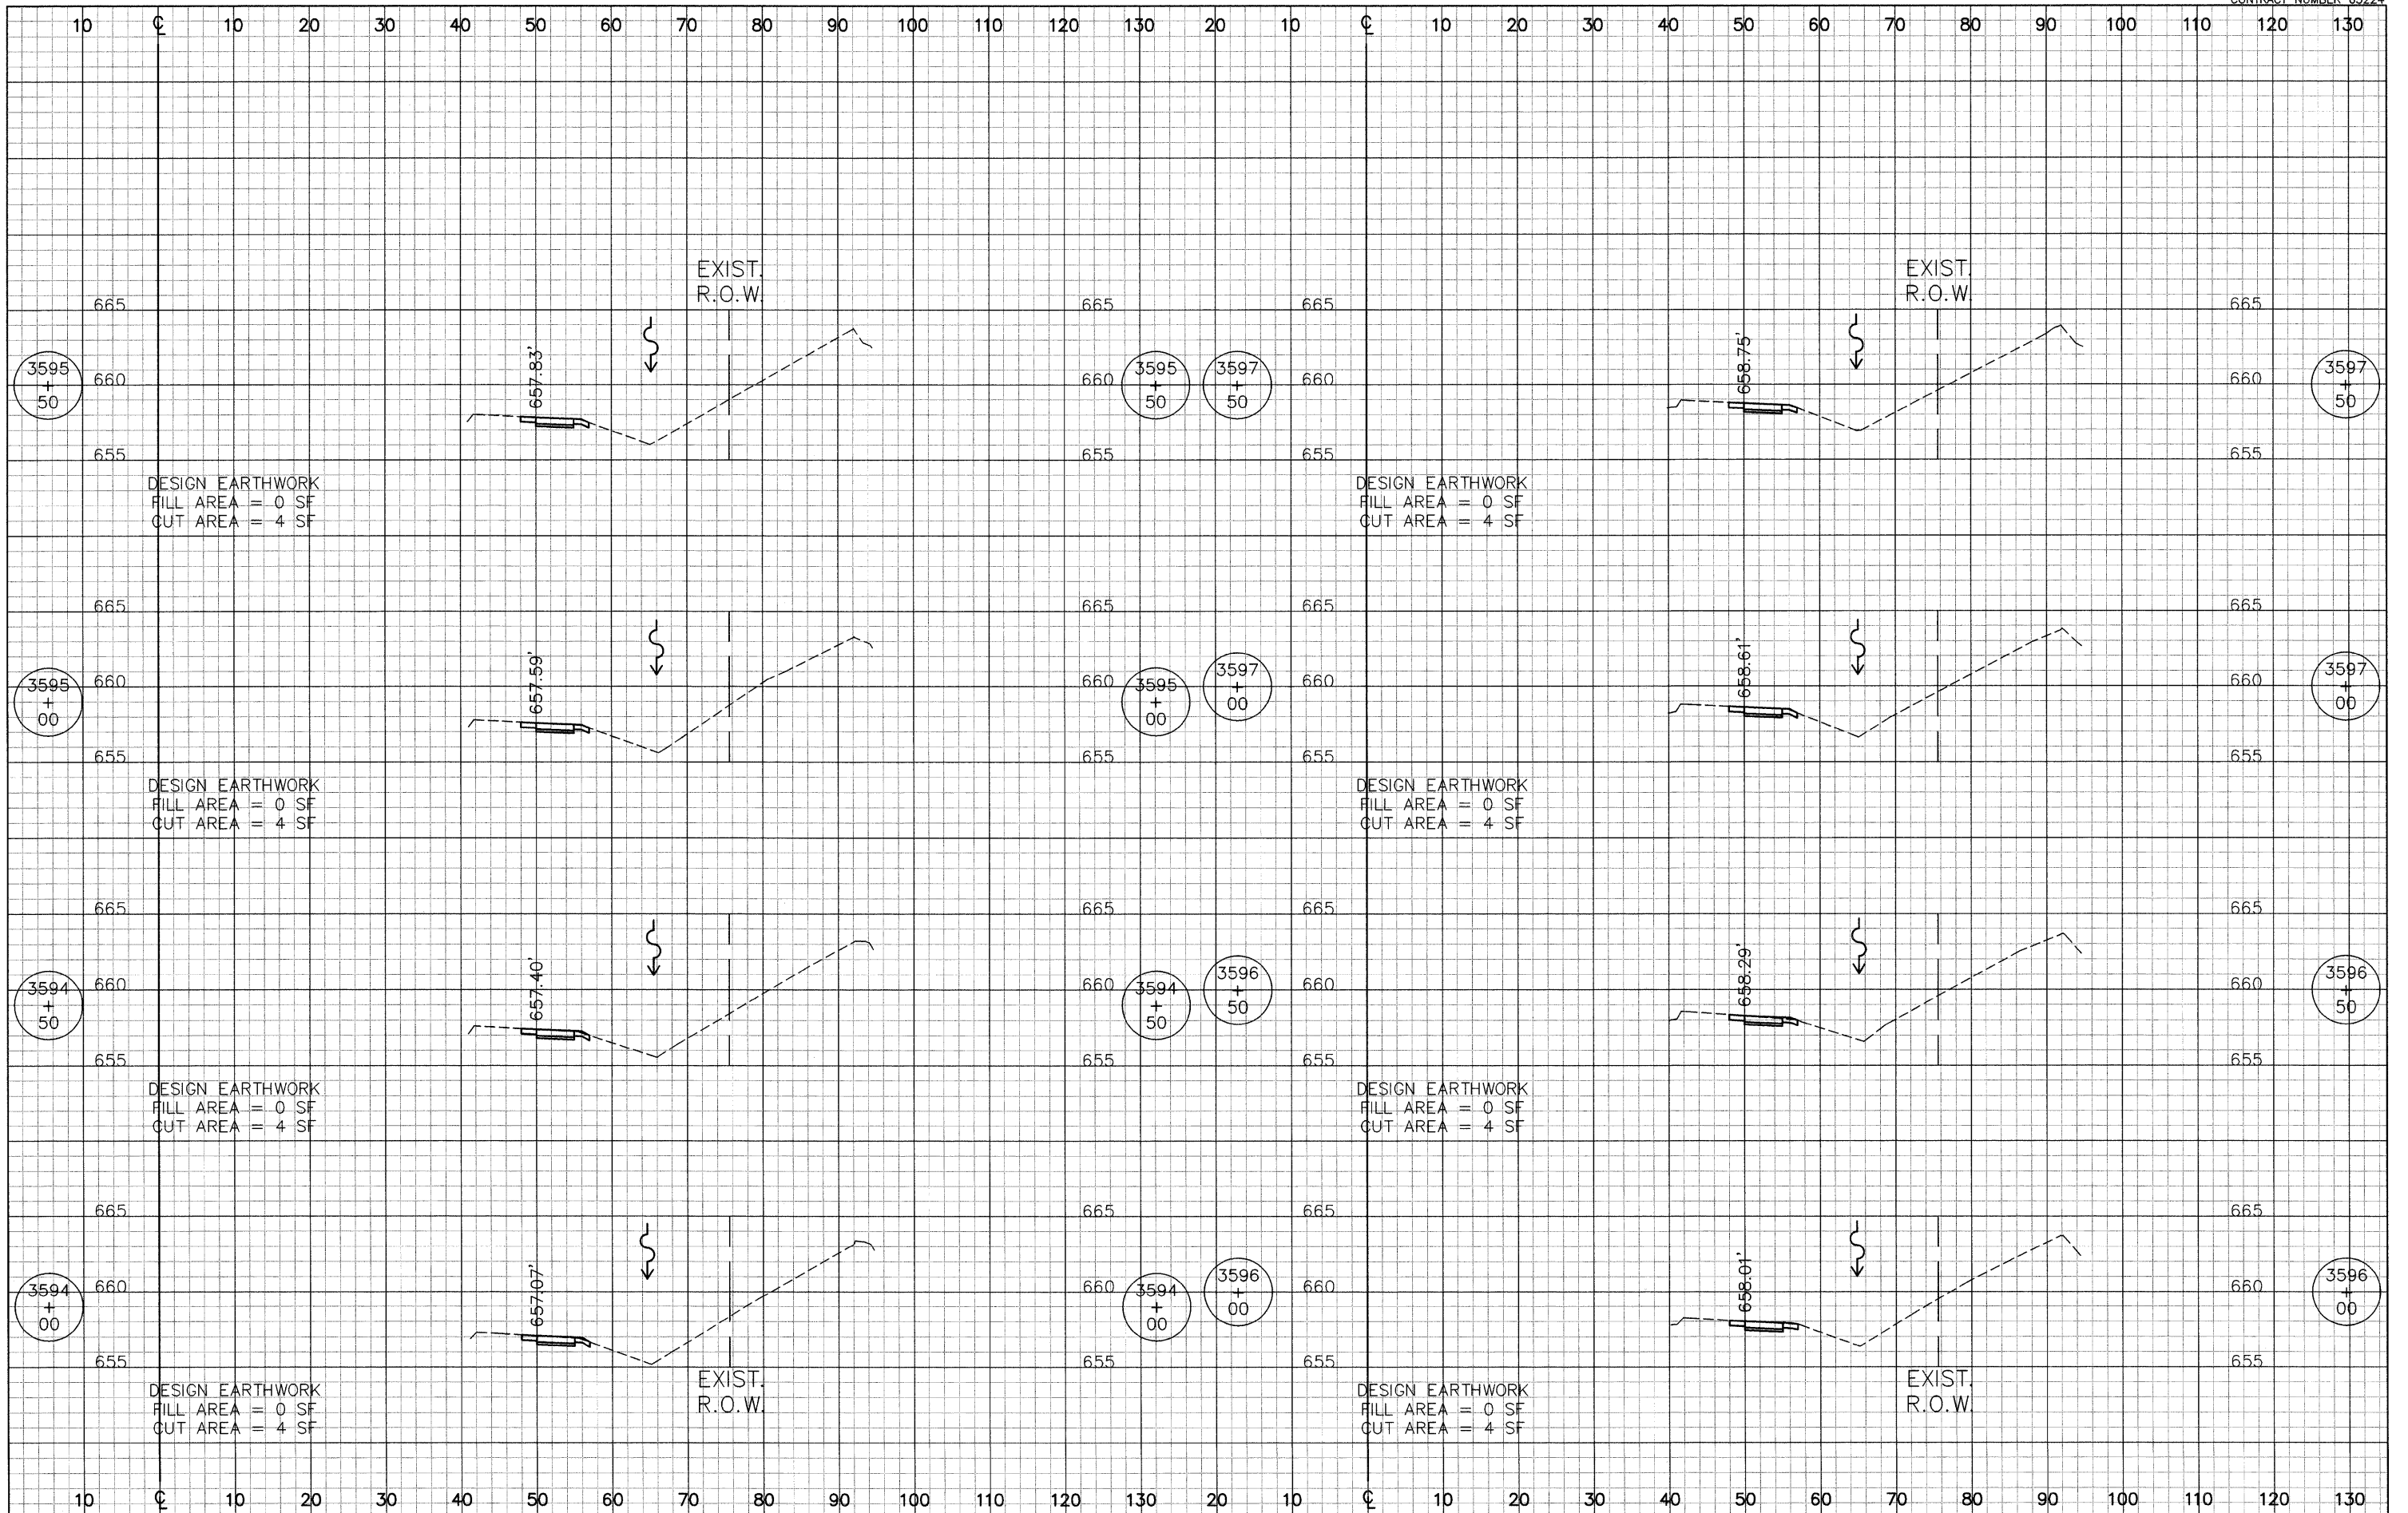 CONTRACT NUMBER 65224
10 ℄ 10 20 30 40 50 60 70 80 90 100 110 120 130 20 10 ℄ 10 20 30 40 50 60 70 80 90 100 110 120 130
EXIST.
R.O.W.
665
657.83'
665
3595
+
50
660
660
3595
+
50
655
655
DESIGN EARTHWORK
FILL AREA = 0 SF
CUT AREA = 4 SF
665
657.59'
665
3595
+
00
660
660
3595
+
00
655
655
DESIGN EARTHWORK
FILL AREA = 0 SF
CUT AREA = 4 SF
665
657.40'
665
3594
+
50
660
660
3594
+
50
655
655
DESIGN EARTHWORK
FILL AREA = 0 SF
CUT AREA = 4 SF
665
657.07'
665
3594
+
00
660
660
3594
+
00
655
655
EXIST.
R.O.W.
DESIGN EARTHWORK
FILL AREA = 0 SF
CUT AREA = 4 SF
EXIST.
R.O.W.
665
658.75'
665
3597
+
50
660
660
3597
+
50
655
655
DESIGN EARTHWORK
FILL AREA = 0 SF
CUT AREA = 4 SF
665
658.61'
665
3597
+
00
660
660
3597
+
00
655
655
DESIGN EARTHWORK
FILL AREA = 0 SF
CUT AREA = 4 SF
665
658.29'
665
3596
+
50
660
660
3596
+
50
655
655
DESIGN EARTHWORK
FILL AREA = 0 SF
CUT AREA = 4 SF
665
658.01'
665
3596
+
00
660
660
3596
+
00
655
655
EXIST.
R.O.W.
DESIGN EARTHWORK
FILL AREA = 0 SF
CUT AREA = 4 SF
10 ℄ 10 20 30 40 50 60 70 80 90 100 110 120 130 20 10 ℄ 10 20 30 40 50 60 70 80 90 100 110 120 130